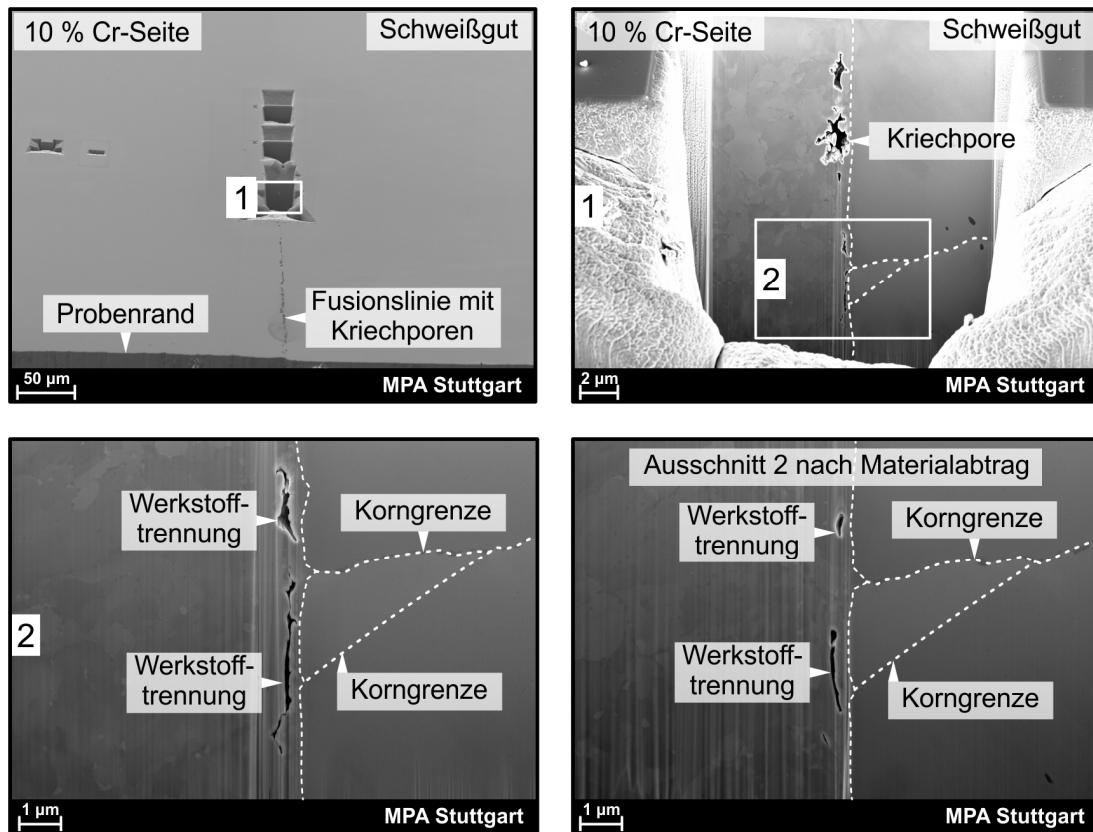 10 % Cr-Seite
Schweißgut
1
Fusionslinie mit
Kriechporen
Probenrand
50 µm
MPA Stuttgart
10 % Cr-Seite
Schweißgut
Kriechpore
1
2
2 µm
MPA Stuttgart
Werkstoff-
trennung
Korngrenze
2
Werkstoff-
trennung
Korngrenze
1 µm
MPA Stuttgart
Ausschnitt 2 nach Materialabtrag
Werkstoff-
trennung
Korngrenze
Werkstoff-
trennung
Korngrenze
1 µm
MPA Stuttgart